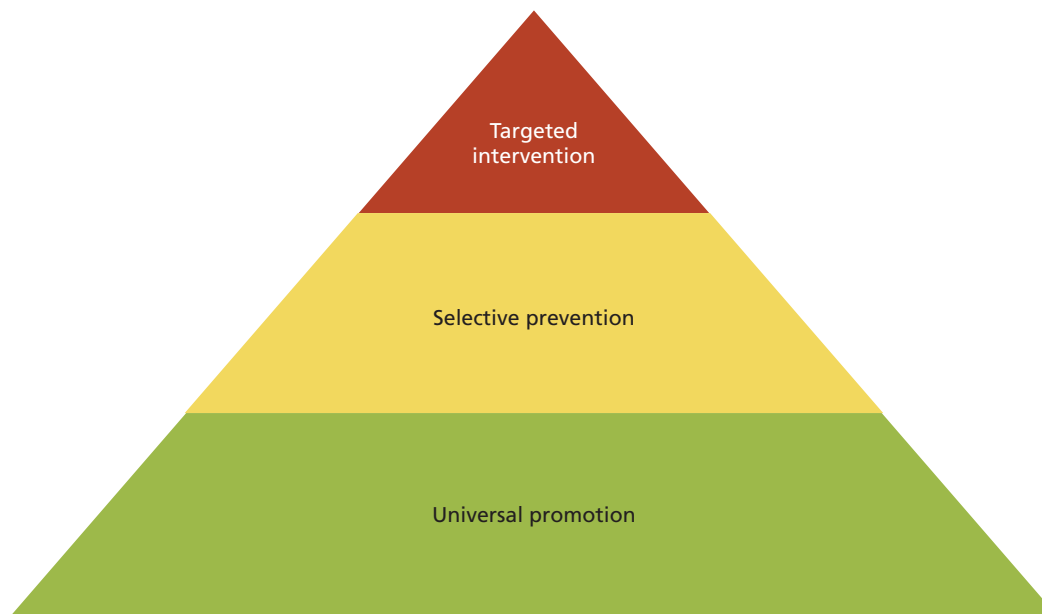 Targeted
intervention
Selective prevention
Universal promotion